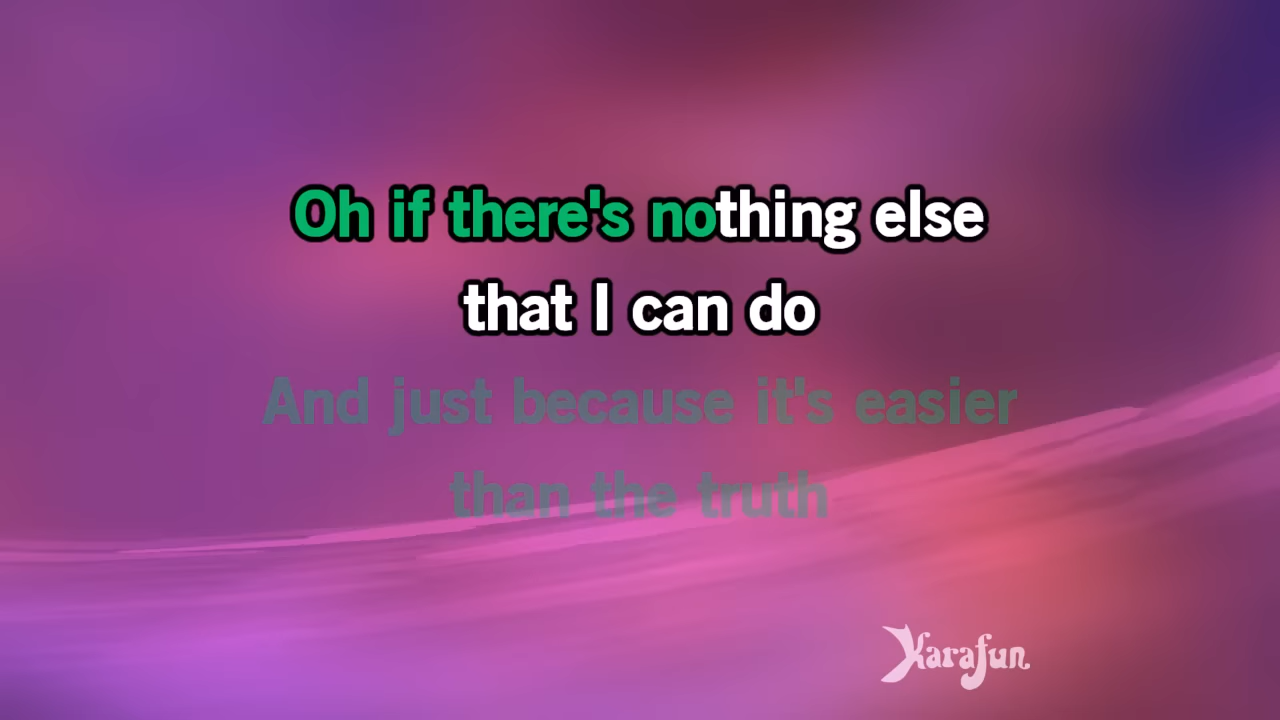 Oh if there's nothing else
that I can do
And just because it's easier
than the truth
Karafun